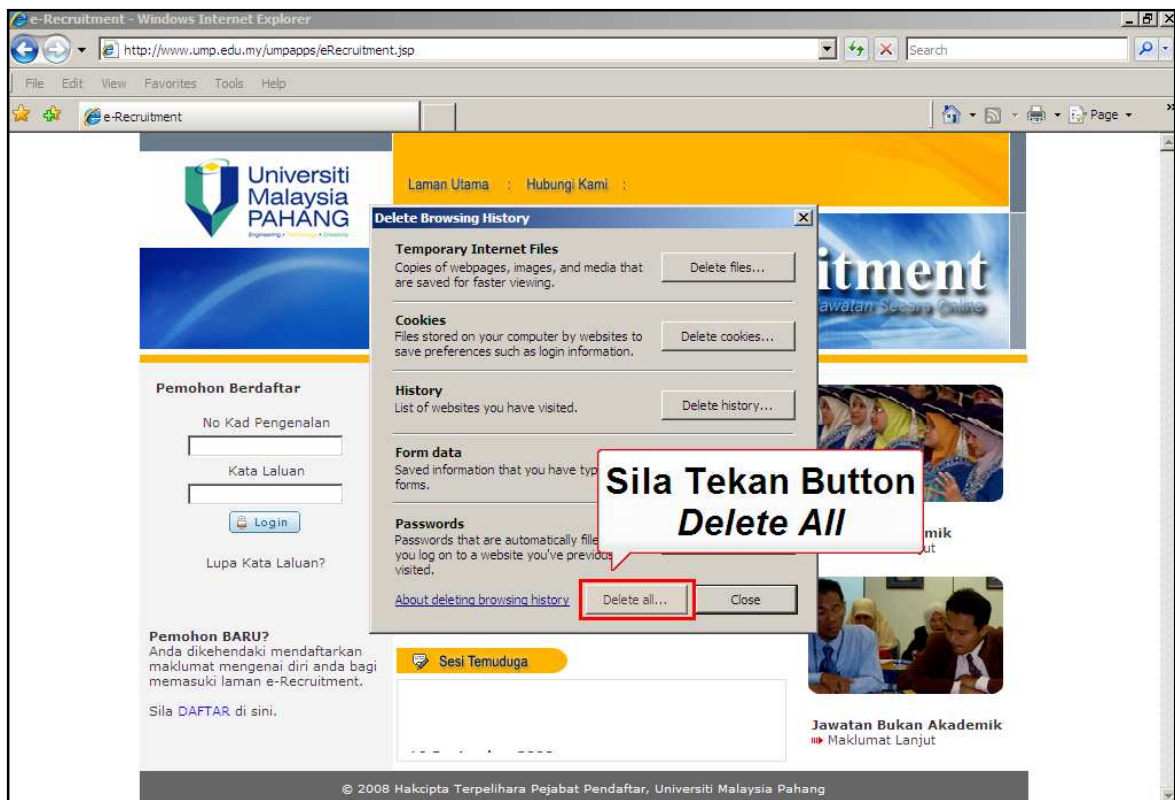 e-Recruitment - Windows Internet Explorer
http://www.ump.edu.my/umpapps/eRecruitment.jsp
Search
File Edit View Favorites Tools Help
e-Recruitment
Page
Universiti
Malaysia
PAHANG
Engineering • Technology • Creativity
Laman Utama : Hubungi Kami :
itment
awatan Secara Online
Delete Browsing History
Temporary Internet Files
Copies of webpages, images, and media that
are saved for faster viewing.
Delete files...
Cookies
Files stored on your computer by websites to
save preferences such as login information.
Delete cookies...
History
List of websites you have visited.
Delete history...
Form data
Saved information that you have typ
forms.
Passwords
Passwords that are automatically fille
you log on to a website you've previous
visited.
About deleting browsing history
Delete all...
Close
Sila Tekan Button
Delete All
Pemohon Berdaftar
No Kad Pengenalan
Kata Laluan
Login
Lupa Kata Laluan?
Pemohon BARU?
Anda dikehendaki mendaftarkan
maklumat mengenai diri anda bagi
memasuki laman e-Recruitment.
Sila DAFTAR di sini.
Sesi Temuduga
mik
jut
Jawatan Bukan Akademik
Maklumat Lanjut
© 2008 Hakcipta Terpelihara Pejabat Pendaftar, Universiti Malaysia Pahang